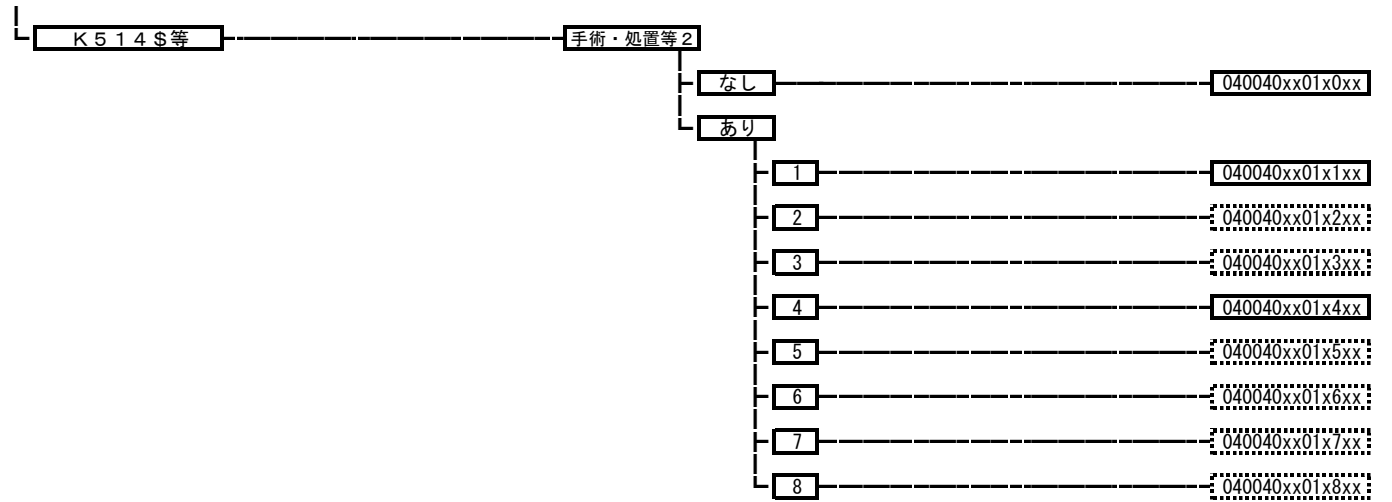 Ｋ５１４＄等 手術・処置等２
なし 040040xx01x0xx
あり
1 040040xx01x1xx
2 040040xx01x2xx
3 040040xx01x3xx
4 040040xx01x4xx
5 040040xx01x5xx
6 040040xx01x6xx
7 040040xx01x7xx
8 040040xx01x8xx